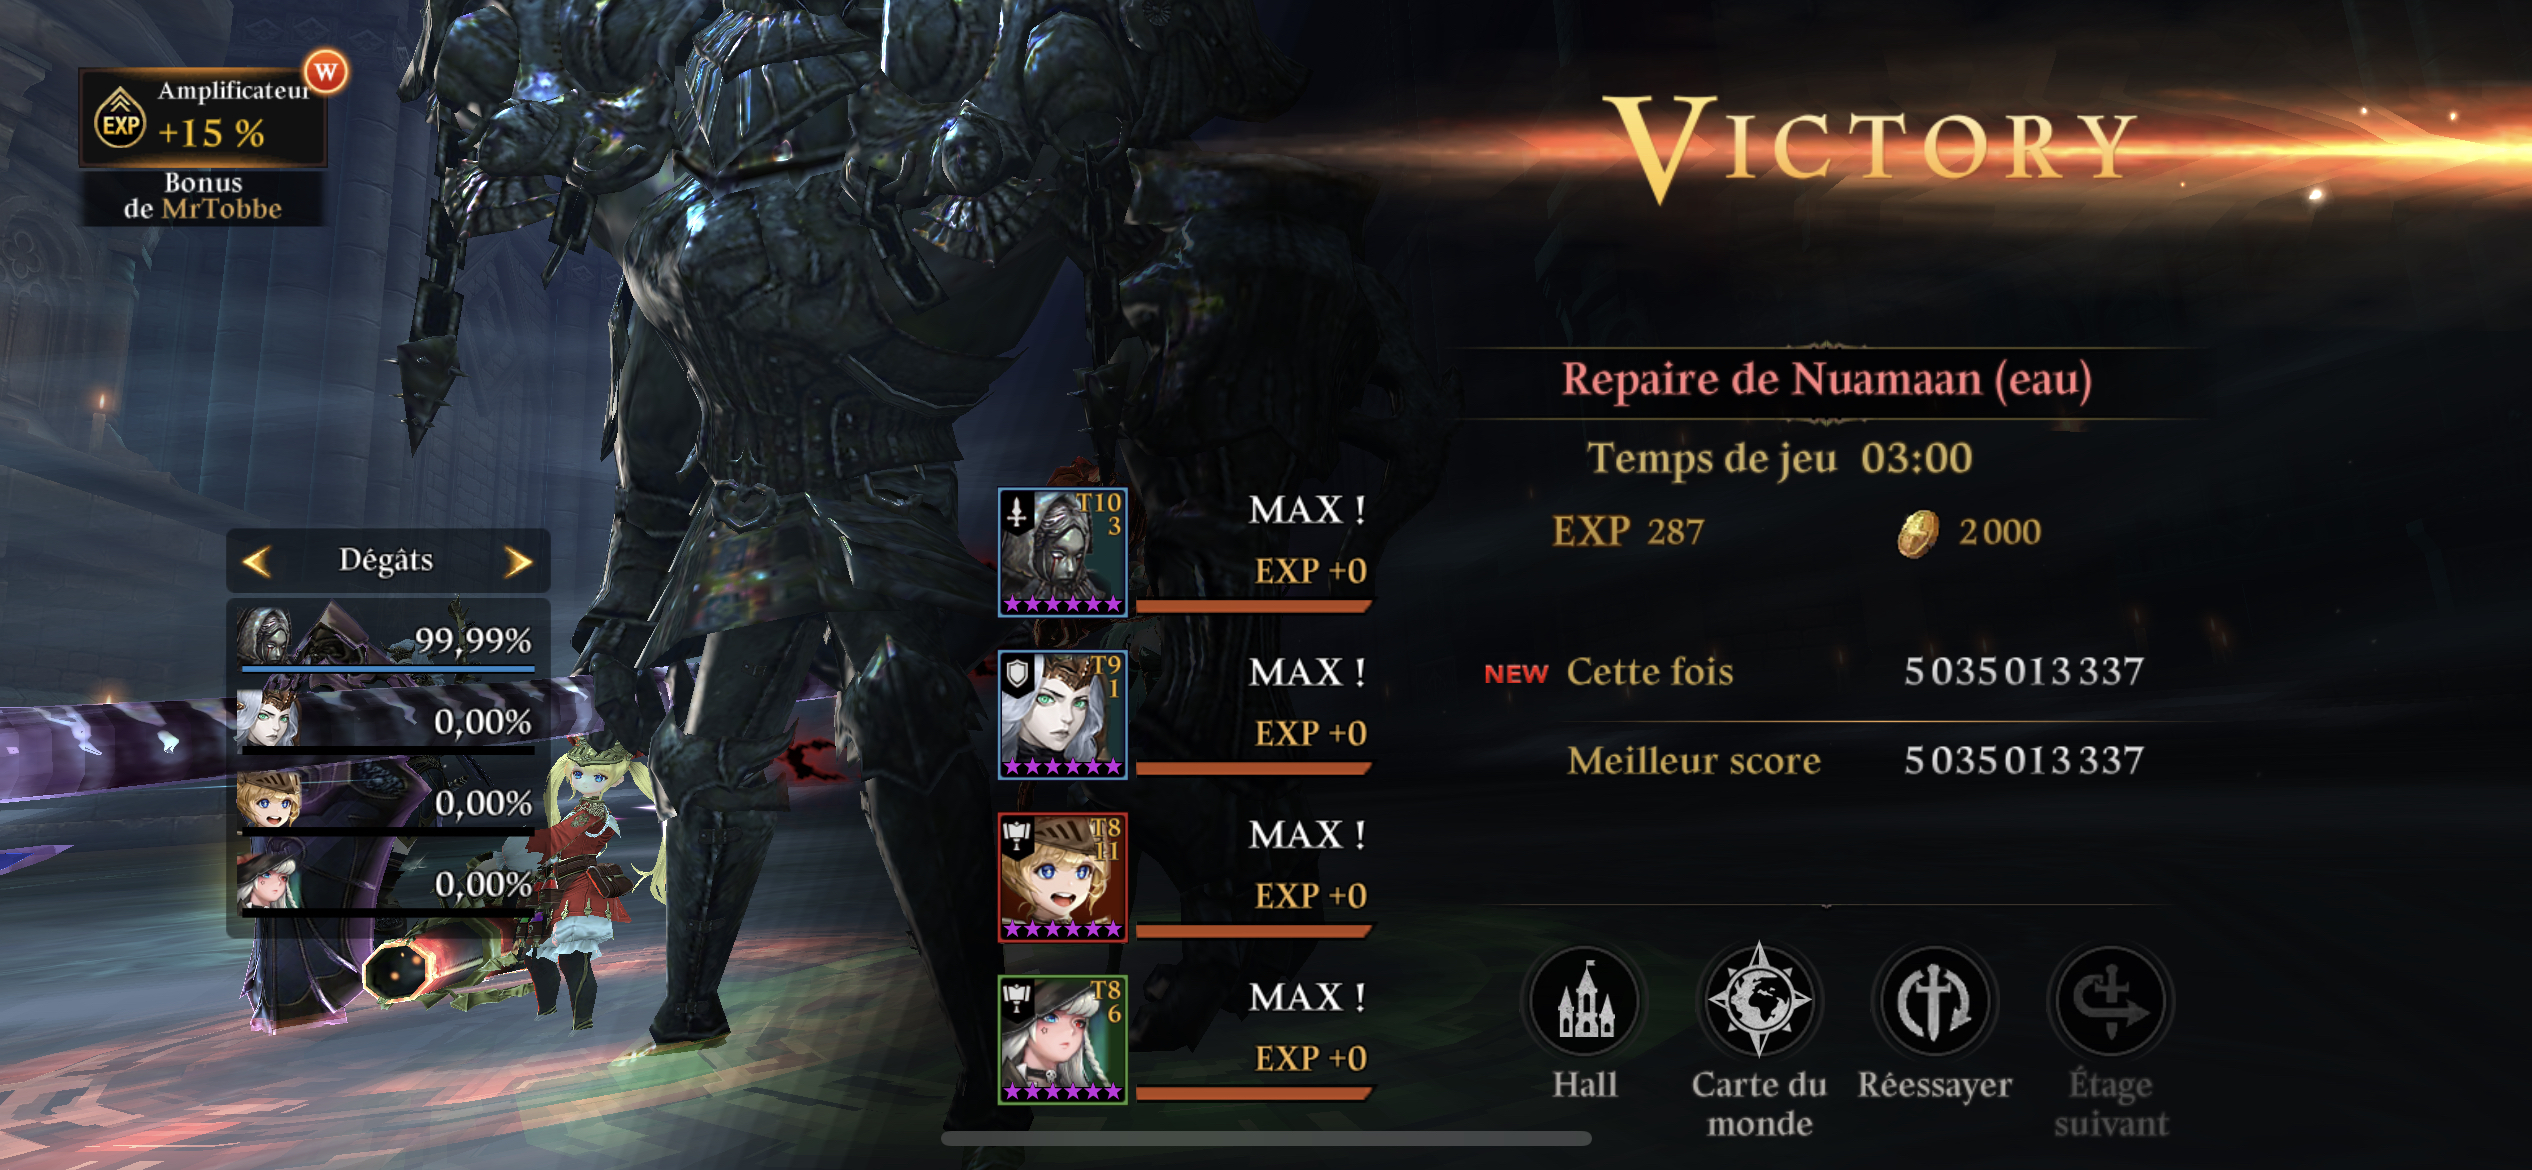 W
Amplificateur
EXP
+15 %
Bonus
de MrTobbe
VICTORY
Repaire de Nuamaan (eau)
Temps de jeu 03:00
EXP 287 2 000
NEW Cette fois 5 035 013 337
Meilleur score 5 035 013 337
Dégâts
99,99%
0,00%
0,00%
0,00%
T10
3
MAX !
EXP +0
T9
1
MAX !
EXP +0
T8
11
MAX !
EXP +0
T8
6
MAX !
EXP +0
Hall
Carte du
monde
Réessayer
Étage
suivant